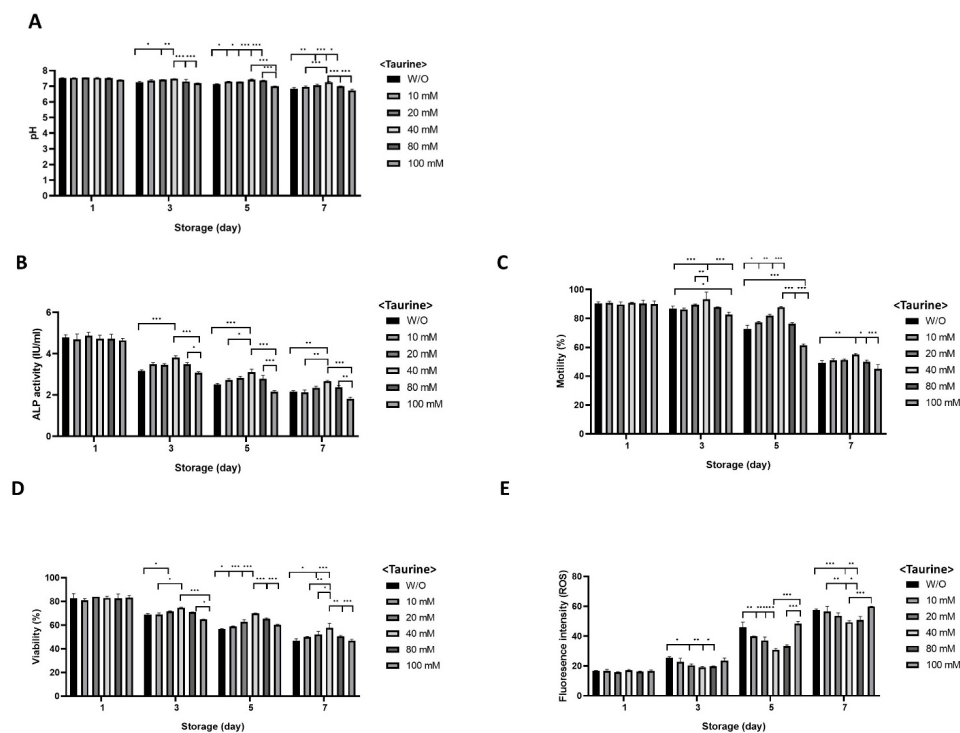 A
<Taurine>
W/O
10 mM
20 mM
40 mM
80 mM
100 mM
pH
8
7
6
5
4
3
2
1
0
1 3 5 7
Storage (day)
B
<Taurine>
W/O
10 mM
20 mM
40 mM
80 mM
100 mM
ALP activity (IU/ml)
6
4
2
0
1 3 5 7
Storage (day)
C
<Taurine>
W/O
10 mM
20 mM
40 mM
80 mM
100 mM
Motility (%)
100
80
60
40
20
0
1 3 5 7
Storage (day)
D
<Taurine>
W/O
10 mM
20 mM
40 mM
80 mM
100 mM
Viability (%)
100
80
60
40
20
0
1 3 5 7
Storage (day)
E
<Taurine>
W/O
10 mM
20 mM
40 mM
80 mM
100 mM
Fluoresence intensity (ROS)
80
60
40
20
0
1 3 5 7
Storage (day)